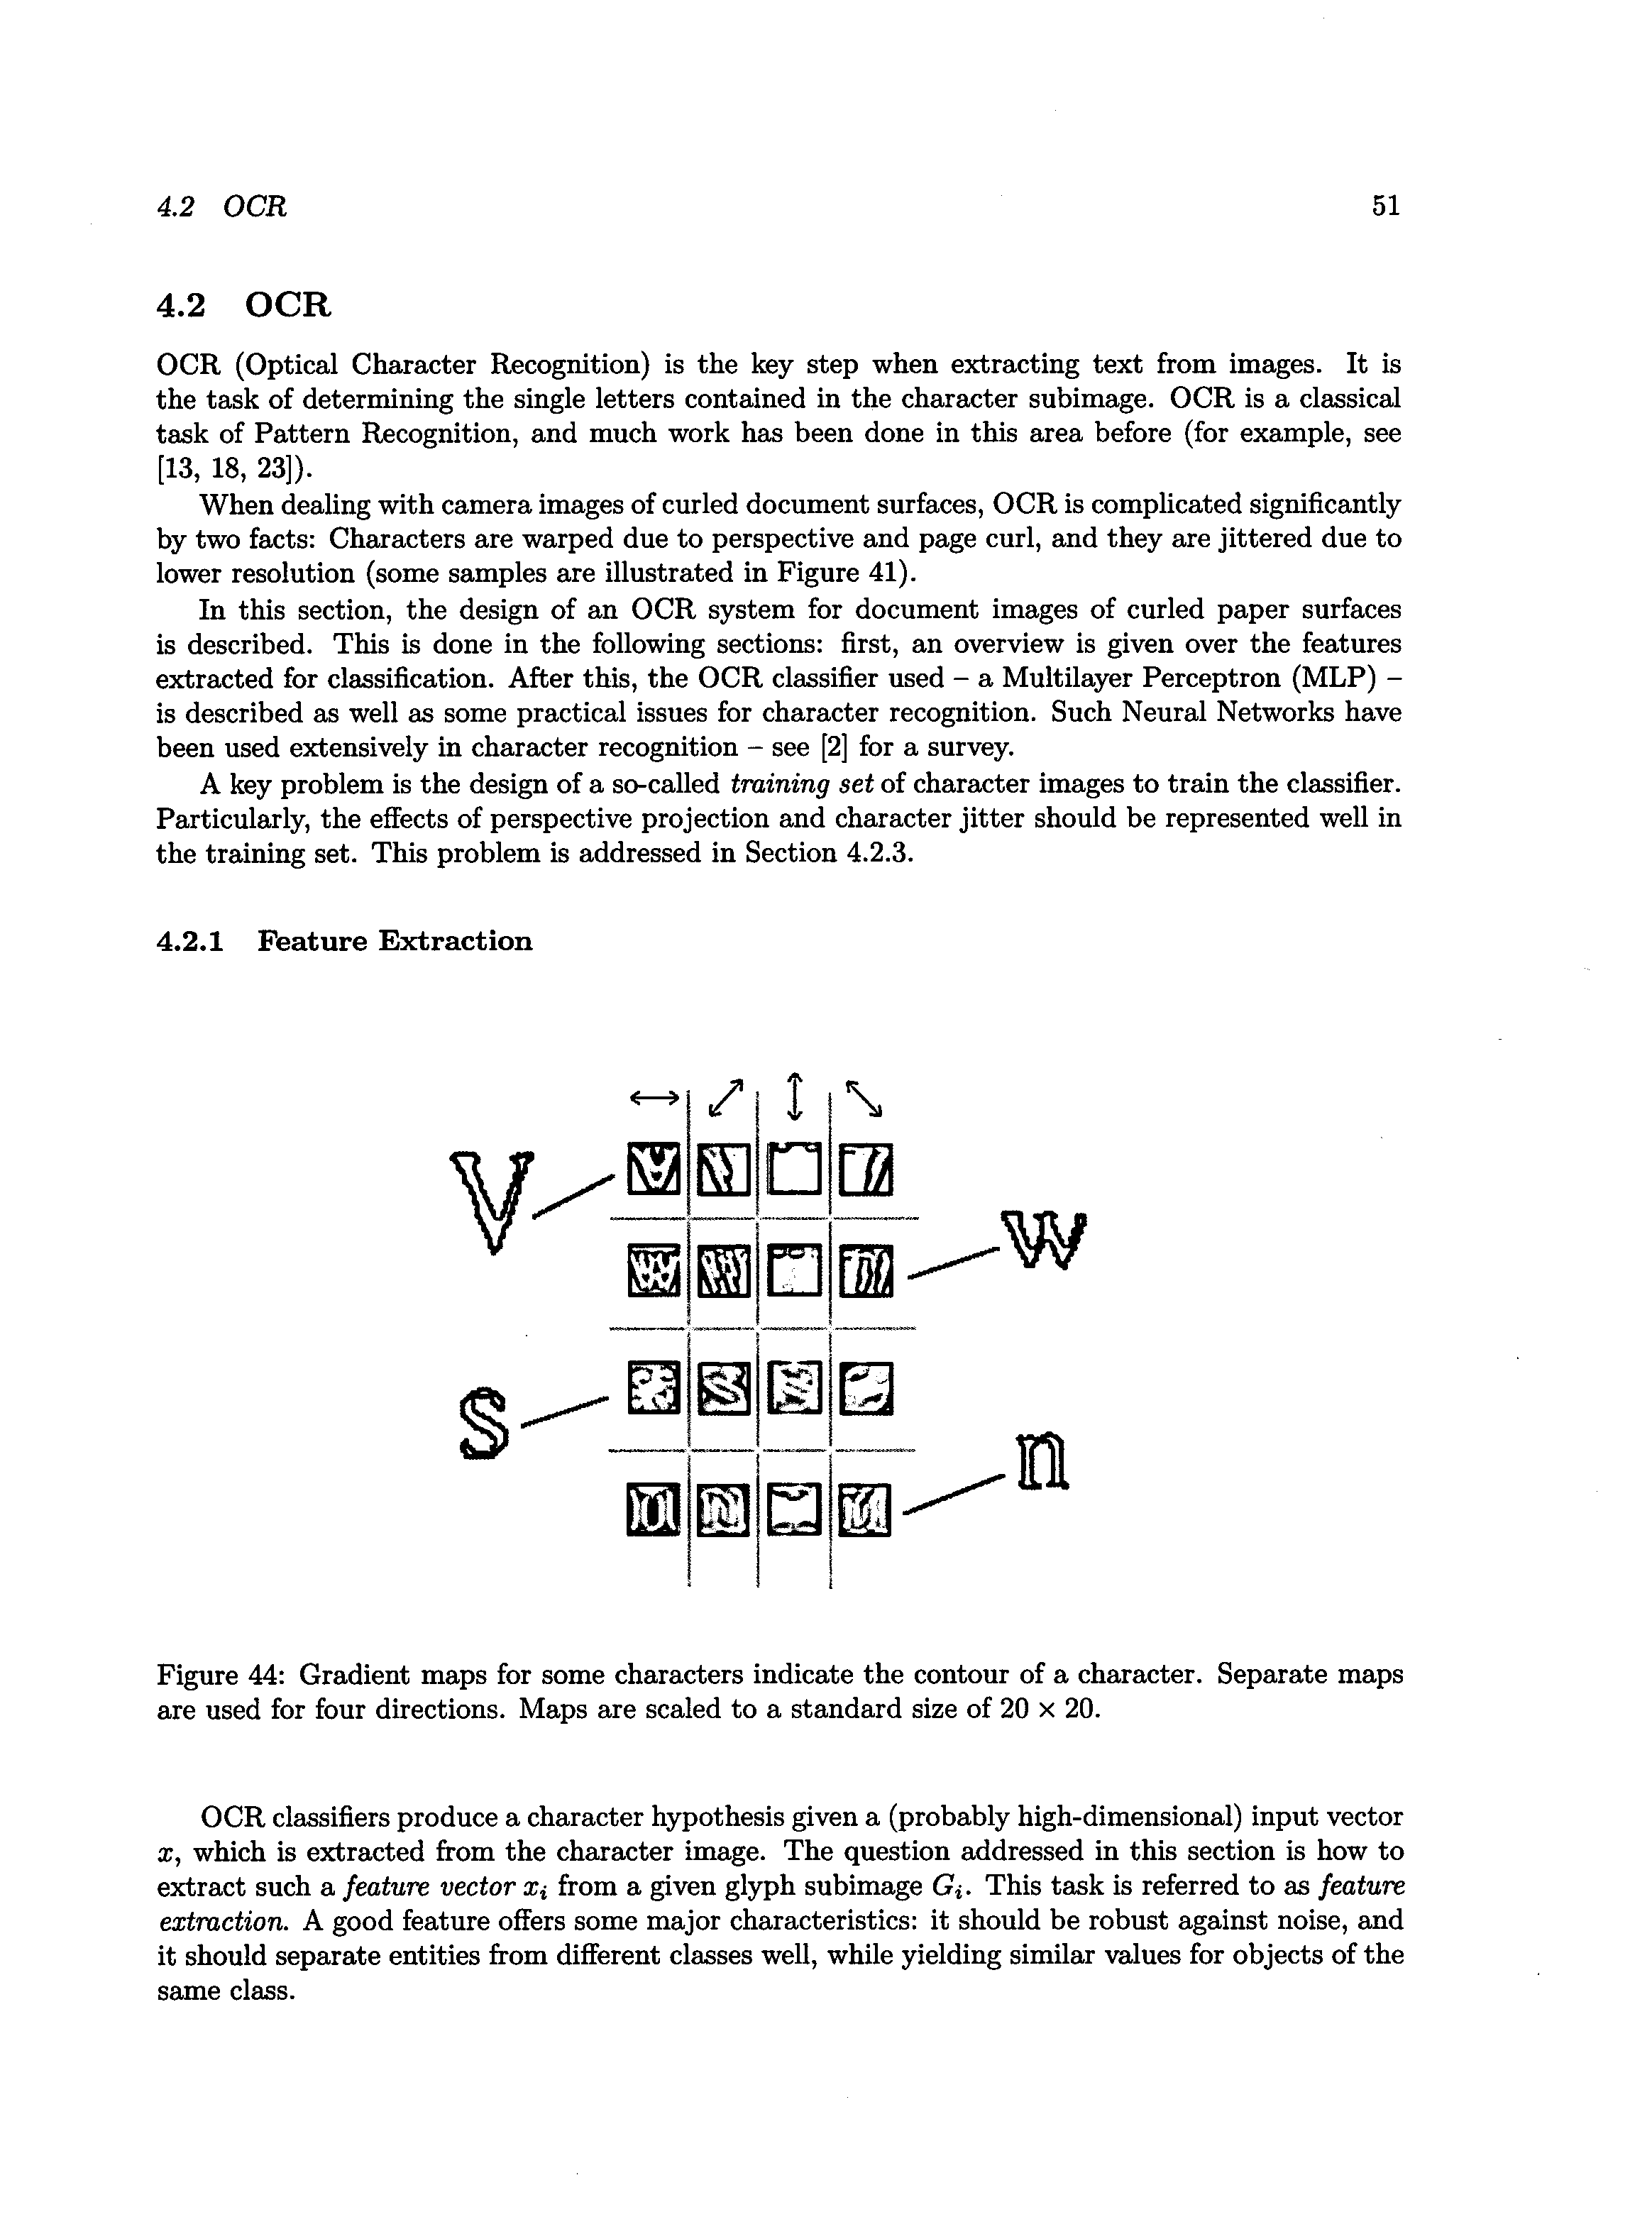 4.2 OCR 51
4.2 OCR
OCR (Optical Character Recognition) is the key step when extracting text from images. It is
the task of determining the single letters contained in the character subimage. OCR is a classical
task of Pattern Recognition, and much work has been done in this area before (for example, see
[13, 18, 23]).
When dealing with camera images of curled document surfaces, OCR is complicated significantly
by two facts: Characters are warped due to perspective and page curl, and they are jittered due to
lower resolution (some samples are illustrated in Figure 41).
In this section, the design of an OCR system for document images of curled paper surfaces
is described. This is done in the following sections: first, an overview is given over the features
extracted for classification. After this, the OCR classifier used – a Multilayer Perceptron (MLP) –
is described as well as some practical issues for character recognition. Such Neural Networks have
been used extensively in character recognition – see [2] for a survey.
A key problem is the design of a so-called training set of character images to train the classifier.
Particularly, the effects of perspective projection and character jitter should be represented well in
the training set. This problem is addressed in Section 4.2.3.
4.2.1 Feature Extraction
V
w
s
n
Figure 44: Gradient maps for some characters indicate the contour of a character. Separate maps
are used for four directions. Maps are scaled to a standard size of 20 × 20.
OCR classifiers produce a character hypothesis given a (probably high-dimensional) input vector
x, which is extracted from the character image. The question addressed in this section is how to
extract such a feature vector xᵢ from a given glyph subimage Gᵢ. This task is referred to as feature
extraction. A good feature offers some major characteristics: it should be robust against noise, and
it should separate entities from different classes well, while yielding similar values for objects of the
same class.